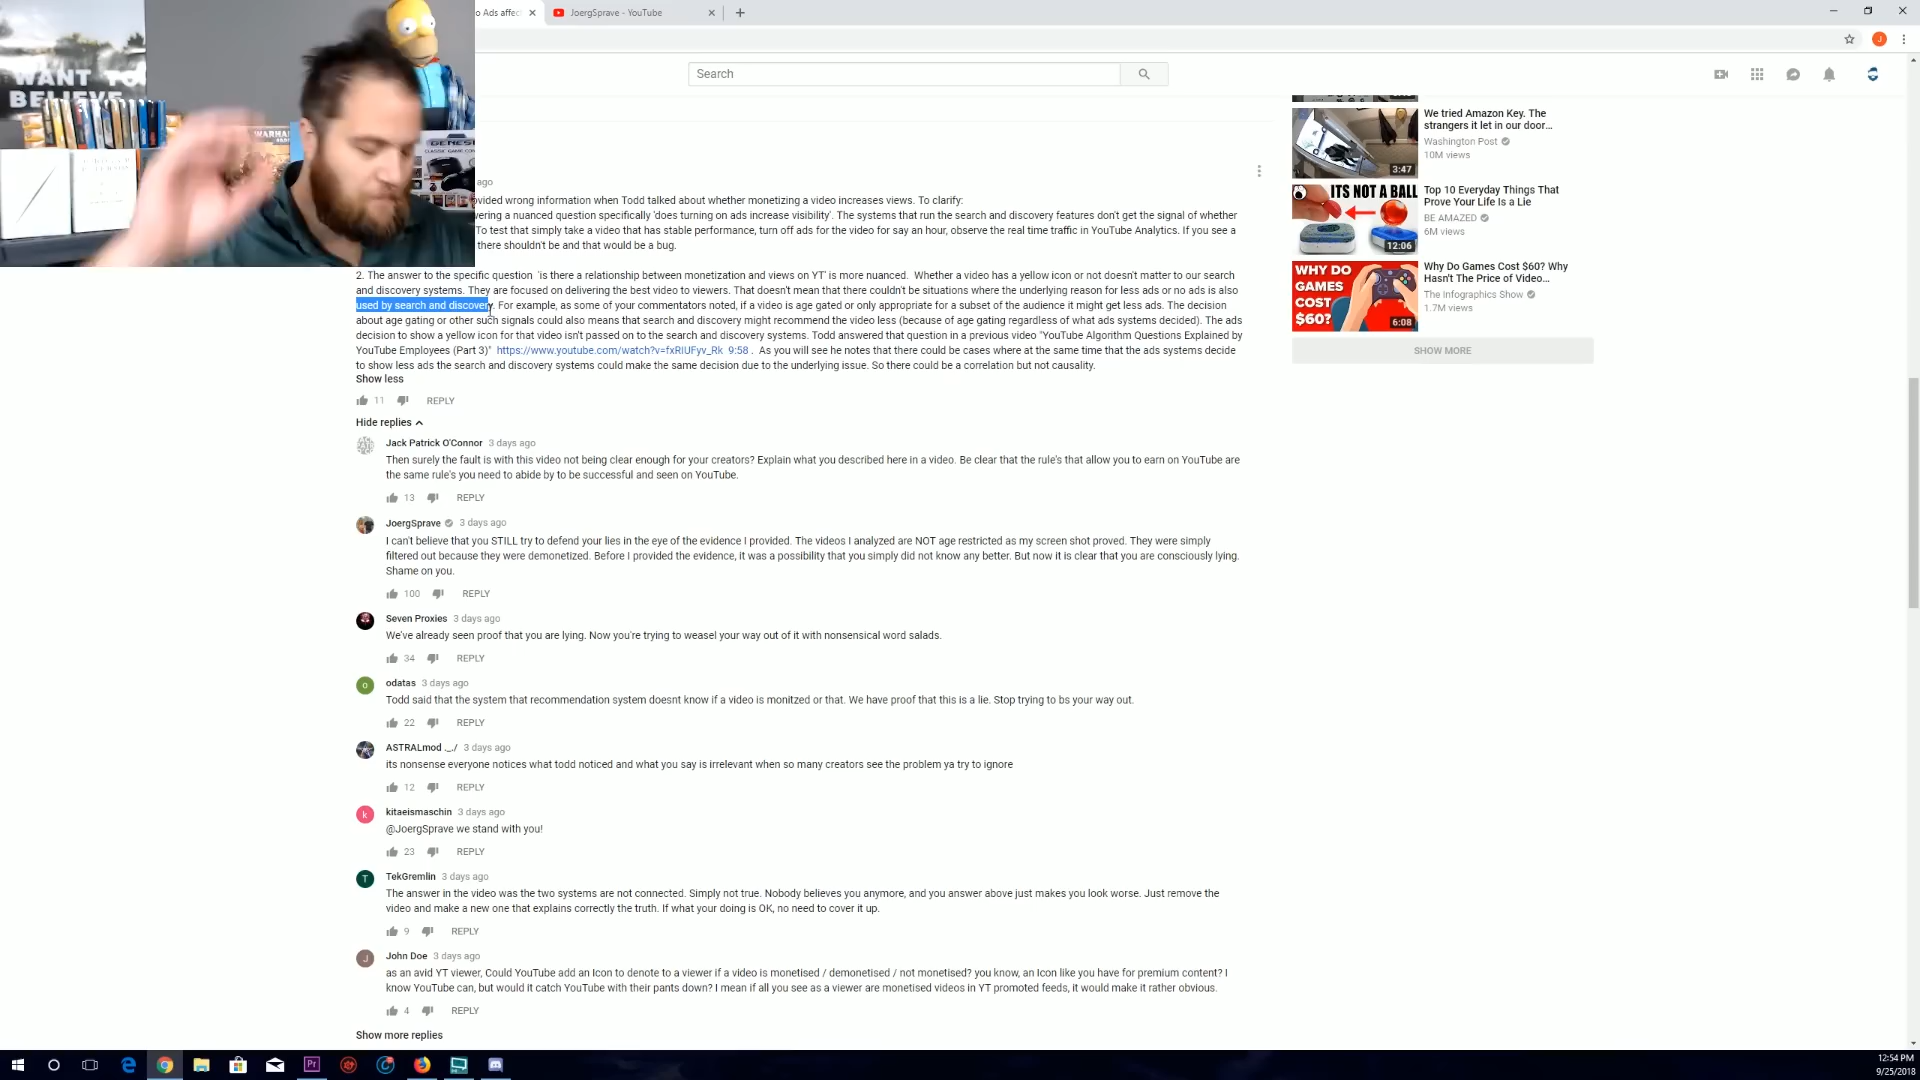 o Ads affec
JoergSprave - YouTube
WANT TO
BELIEVE
GENESIS
Search
ago
ovided wrong information when Todd talked about whether monetizing a video increases views. To clarify:
wering a nuanced question specifically 'does turning on ads increase visibility'. The systems that run the search and discovery features don't get the signal of whether
To test that simply take a video that has stable performance, turn off ads for the video for say an hour, observe the real time traffic in YouTube Analytics. If you see a
there shouldn't be and that would be a bug.
2. The answer to the specific question 'is there a relationship between monetization and views on YT' is more nuanced. Whether a video has a yellow icon or not doesn't matter to our search
and discovery systems. They are focused on delivering the best video to viewers. That doesn't mean that there couldn't be situations where the underlying reason for less ads or no ads is also
used by search and discovery. For example, as some of your commentators noted, if a video is age gated or only appropriate for a subset of the audience it might get less ads. The decision
about age gating or other such signals could also means that search and discovery might recommend the video less (because of age gating regardless of what ads systems decided). The ads
decision to show a yellow icon for that video isn't passed on to the search and discovery systems. Todd answered that question in a previous video "YouTube Algorithm Questions Explained by
YouTube Employees (Part 3)" https://www.youtube.com/watch?v=fxRIUFyv_Rk 9:58 . As you will see he notes that there could be cases where at the same time that the ads systems decide
to show less ads the search and discovery systems could make the same decision due to the underlying issue. So there could be a correlation but not causality.
Show less
11 REPLY
Hide replies
Jack Patrick O'Connor 3 days ago
Then surely the fault is with this video not being clear enough for your creators? Explain what you described here in a video. Be clear that the rule's that allow you to earn on YouTube are
the same rule's you need to abide by to be successful and seen on YouTube.
13 REPLY
JoergSprave 3 days ago
I can't believe that you STILL try to defend your lies in the eye of the evidence I provided. The videos I analyzed are NOT age restricted as my screen shot proved. They were simply
filtered out because they were demonetized. Before I provided the evidence, it was a possibility that you simply did not know any better. But now it is clear that you are consciously lying.
Shame on you.
100 REPLY
Seven Proxies 3 days ago
We've already seen proof that you are lying. Now you're trying to weasel your way out of it with nonsensical word salads.
34 REPLY
o
odatas 3 days ago
Todd said that the system that recommendation system doesnt know if a video is monitzed or that. We have proof that this is a lie. Stop trying to bs your way out.
22 REPLY
ASTRALmod ._./ 3 days ago
its nonsense everyone notices what todd noticed and what you say is irrelevant when so many creators see the problem ya try to ignore
12 REPLY
k
kitaeismaschin 3 days ago
@JoergSprave we stand with you!
23 REPLY
T
TekGremlin 3 days ago
The answer in the video was the two systems are not connected. Simply not true. Nobody believes you anymore, and you answer above just makes you look worse. Just remove the
video and make a new one that explains correctly the truth. If what your doing is OK, no need to cover it up.
9 REPLY
J
John Doe 3 days ago
as an avid YT viewer, Could YouTube add an Icon to denote to a viewer if a video is monetised / demonetised / not monetised? you know, an Icon like you have for premium content? I
know YouTube can, but would it catch YouTube with their pants down? I mean if all you see as a viewer are monetised videos in YT promoted feeds, it would make it rather obvious.
4 REPLY
Show more replies
We tried Amazon Key. The
strangers it let in our door...
Washington Post
10M views
3:47
ITS NOT A BALL
12:06
Top 10 Everyday Things That
Prove Your Life Is a Lie
BE AMAZED
6M views
WHY DO
GAMES
COST
$60?
6:08
Why Do Games Cost $60? Why
Hasn't The Price of Video...
The Infographics Show
1.7M views
SHOW MORE
J
Pr
12:54 PM
9/25/2018